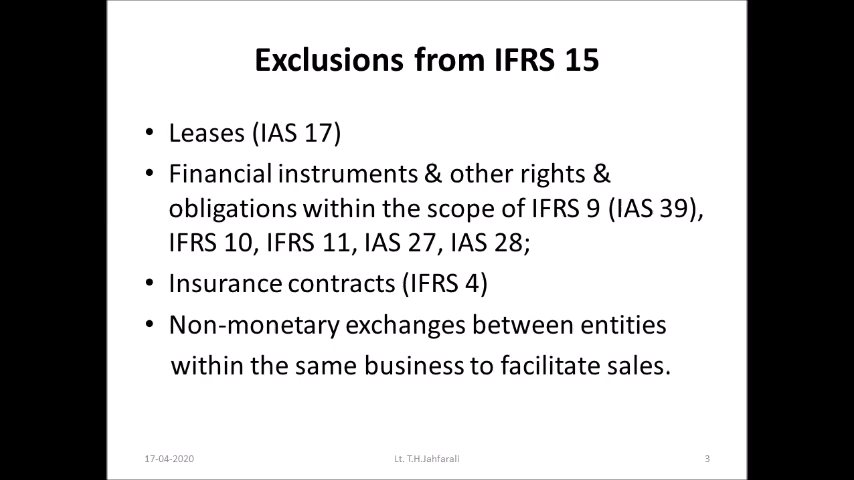 Exclusions from IFRS 15
• Leases (IAS 17)
• Financial instruments & other rights &
obligations within the scope of IFRS 9 (IAS 39),
IFRS 10, IFRS 11, IAS 27, IAS 28;
• Insurance contracts (IFRS 4)
• Non-monetary exchanges between entities
within the same business to facilitate sales.
17-04-2020
Lt. T.H.Jahfarali
3